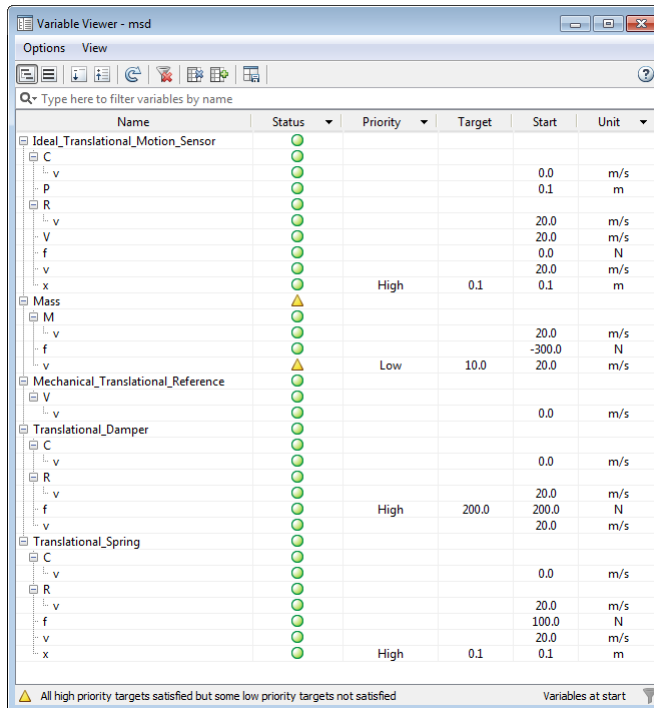 Variable Viewer - msd
Options View
Type here to filter variables by name
Name Status Priority Target Start Unit
Ideal_Translational_Motion_Sensor
C
v 0.0 m/s
P 0.1 m
R
v 20.0 m/s
V 20.0 m/s
f 0.0 N
v 20.0 m/s
x High 0.1 0.1 m
Mass
M
v 20.0 m/s
f -300.0 N
v Low 10.0 20.0 m/s
Mechanical_Translational_Reference
V
v 0.0 m/s
Translational_Damper
C
v 0.0 m/s
R
v 20.0 m/s
f High 200.0 200.0 N
v 20.0 m/s
Translational_Spring
C
v 0.0 m/s
R
v 20.0 m/s
f 100.0 N
v 20.0 m/s
x High 0.1 0.1 m
All high priority targets satisfied but some low priority targets not satisfied Variables at start